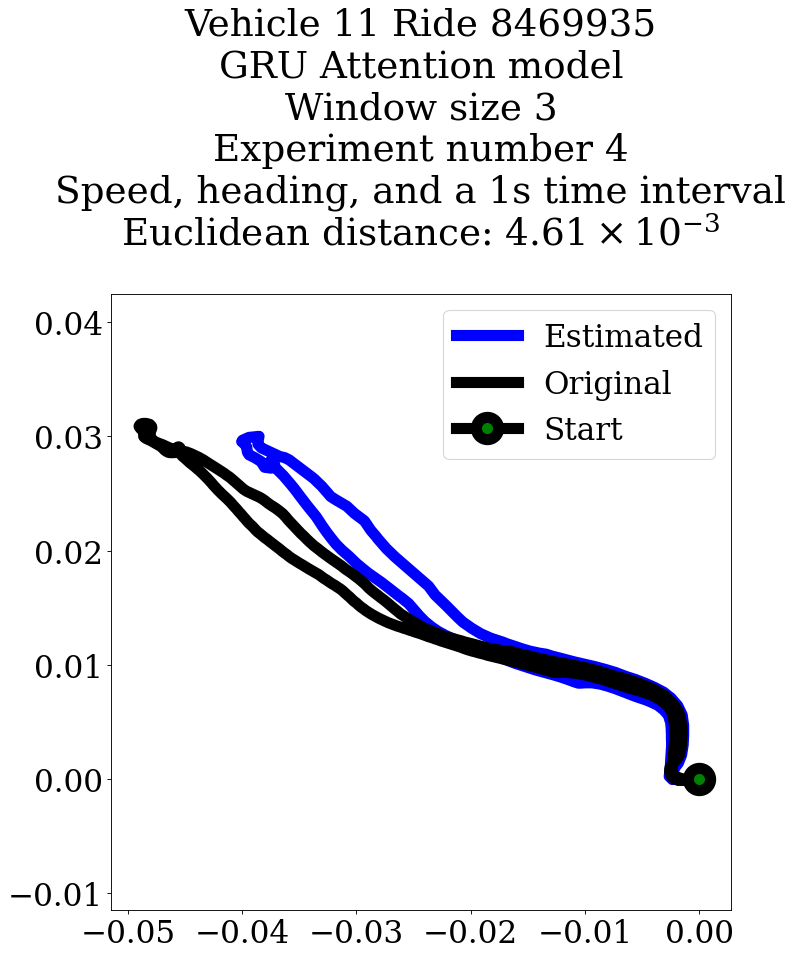 Vehicle 11 Ride 8469935
GRU Attention model
Window size 3
Experiment number 4
Speed, heading, and a 1s time interval
Euclidean distance: 4.61 × 10⁻³
Estimated
Original
Start
0.04
0.03
0.02
0.01
0.00
−0.01
−0.05 −0.04 −0.03 −0.02 −0.01 0.00